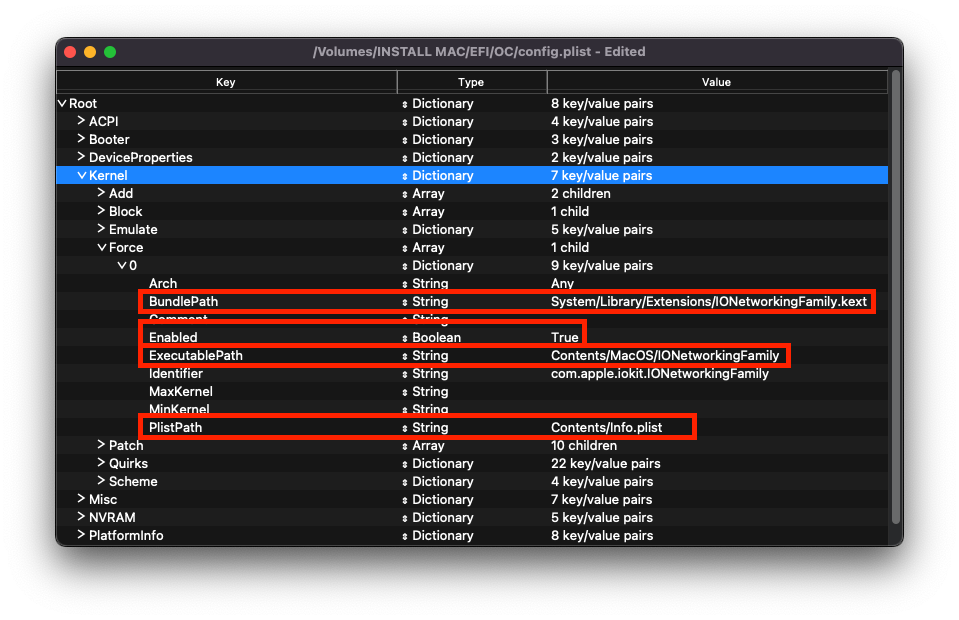 /Volumes/INSTALL MAC/EFI/OC/config.plist - Edited
Key Type Value
Root Dictionary 8 key/value pairs
ACPI Dictionary 4 key/value pairs
Booter Dictionary 3 key/value pairs
DeviceProperties Dictionary 2 key/value pairs
Kernel Dictionary 7 key/value pairs
Add Array 2 children
Block Array 1 child
Emulate Dictionary 5 key/value pairs
Force Array 1 child
0 Dictionary 9 key/value pairs
Arch String Any
BundlePath String System/Library/Extensions/IONetworkingFamily.kext
Comment String
Enabled Boolean True
ExecutablePath String Contents/MacOS/IONetworkingFamily
Identifier String com.apple.iokit.IONetworkingFamily
MaxKernel String
MinKernel String
PlistPath String Contents/Info.plist
Patch Array 10 children
Quirks Dictionary 22 key/value pairs
Scheme Dictionary 4 key/value pairs
Misc Dictionary 7 key/value pairs
NVRAM Dictionary 5 key/value pairs
PlatformInfo Dictionary 8 key/value pairs